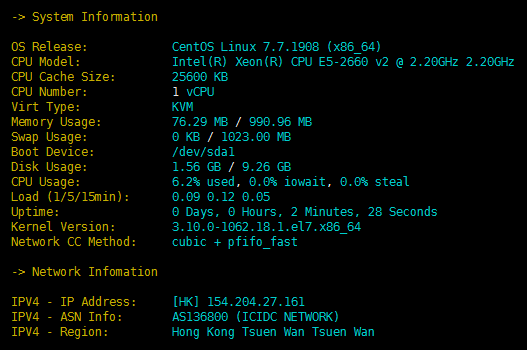 -> System Information
OS Release: CentOS Linux 7.7.1908 (x86_64)
CPU Model: Intel(R) Xeon(R) CPU E5-2660 v2 @ 2.20GHz 2.20GHz
CPU Cache Size: 25600 KB
CPU Number: 1 vCPU
Virt Type: KVM
Memory Usage: 76.29 MB / 990.96 MB
Swap Usage: 0 KB / 1023.00 MB
Boot Device: /dev/sda1
Disk Usage: 1.56 GB / 9.26 GB
CPU Usage: 6.2% used, 0.0% iowait, 0.0% steal
Load (1/5/15min): 0.09 0.12 0.05
Uptime: 0 Days, 0 Hours, 2 Minutes, 28 Seconds
Kernel Version: 3.10.0-1062.18.1.el7.x86_64
Network CC Method: cubic + pfifo_fast
-> Network Infomation
IPV4 - IP Address: [HK] 154.204.27.161
IPV4 - ASN Info: AS136800 (ICIDC NETWORK)
IPV4 - Region: Hong Kong Tsuen Wan Tsuen Wan